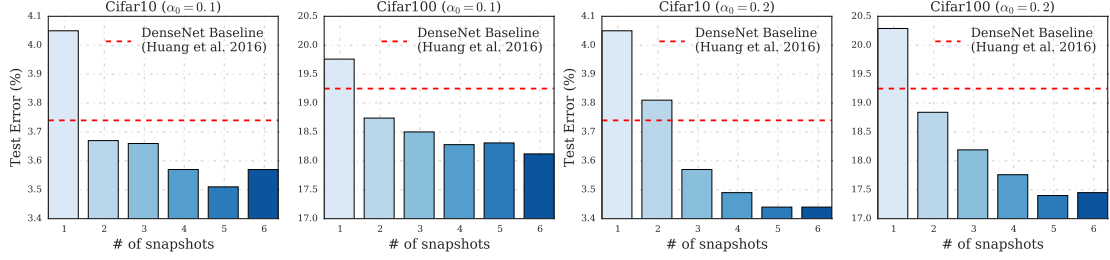 Cifar10 (α₀ = 0.1)
DenseNet Baseline
(Huang et al. 2016)
Test Error (%)
4.1
4.0
3.9
3.8
3.7
3.6
3.5
3.4
1 2 3 4 5 6
# of snapshots
Cifar100 (α₀ = 0.1)
DenseNet Baseline
(Huang et al. 2016)
20.5
20.0
19.5
19.0
18.5
18.0
17.5
17.0
1 2 3 4 5 6
# of snapshots
Cifar10 (α₀ = 0.2)
DenseNet Baseline
(Huang et al. 2016)
Test Error (%)
4.1
4.0
3.9
3.8
3.7
3.6
3.5
3.4
1 2 3 4 5 6
# of snapshots
Cifar100 (α₀ = 0.2)
DenseNet Baseline
(Huang et al. 2016)
20.5
20.0
19.5
19.0
18.5
18.0
17.5
17.0
1 2 3 4 5 6
# of snapshots